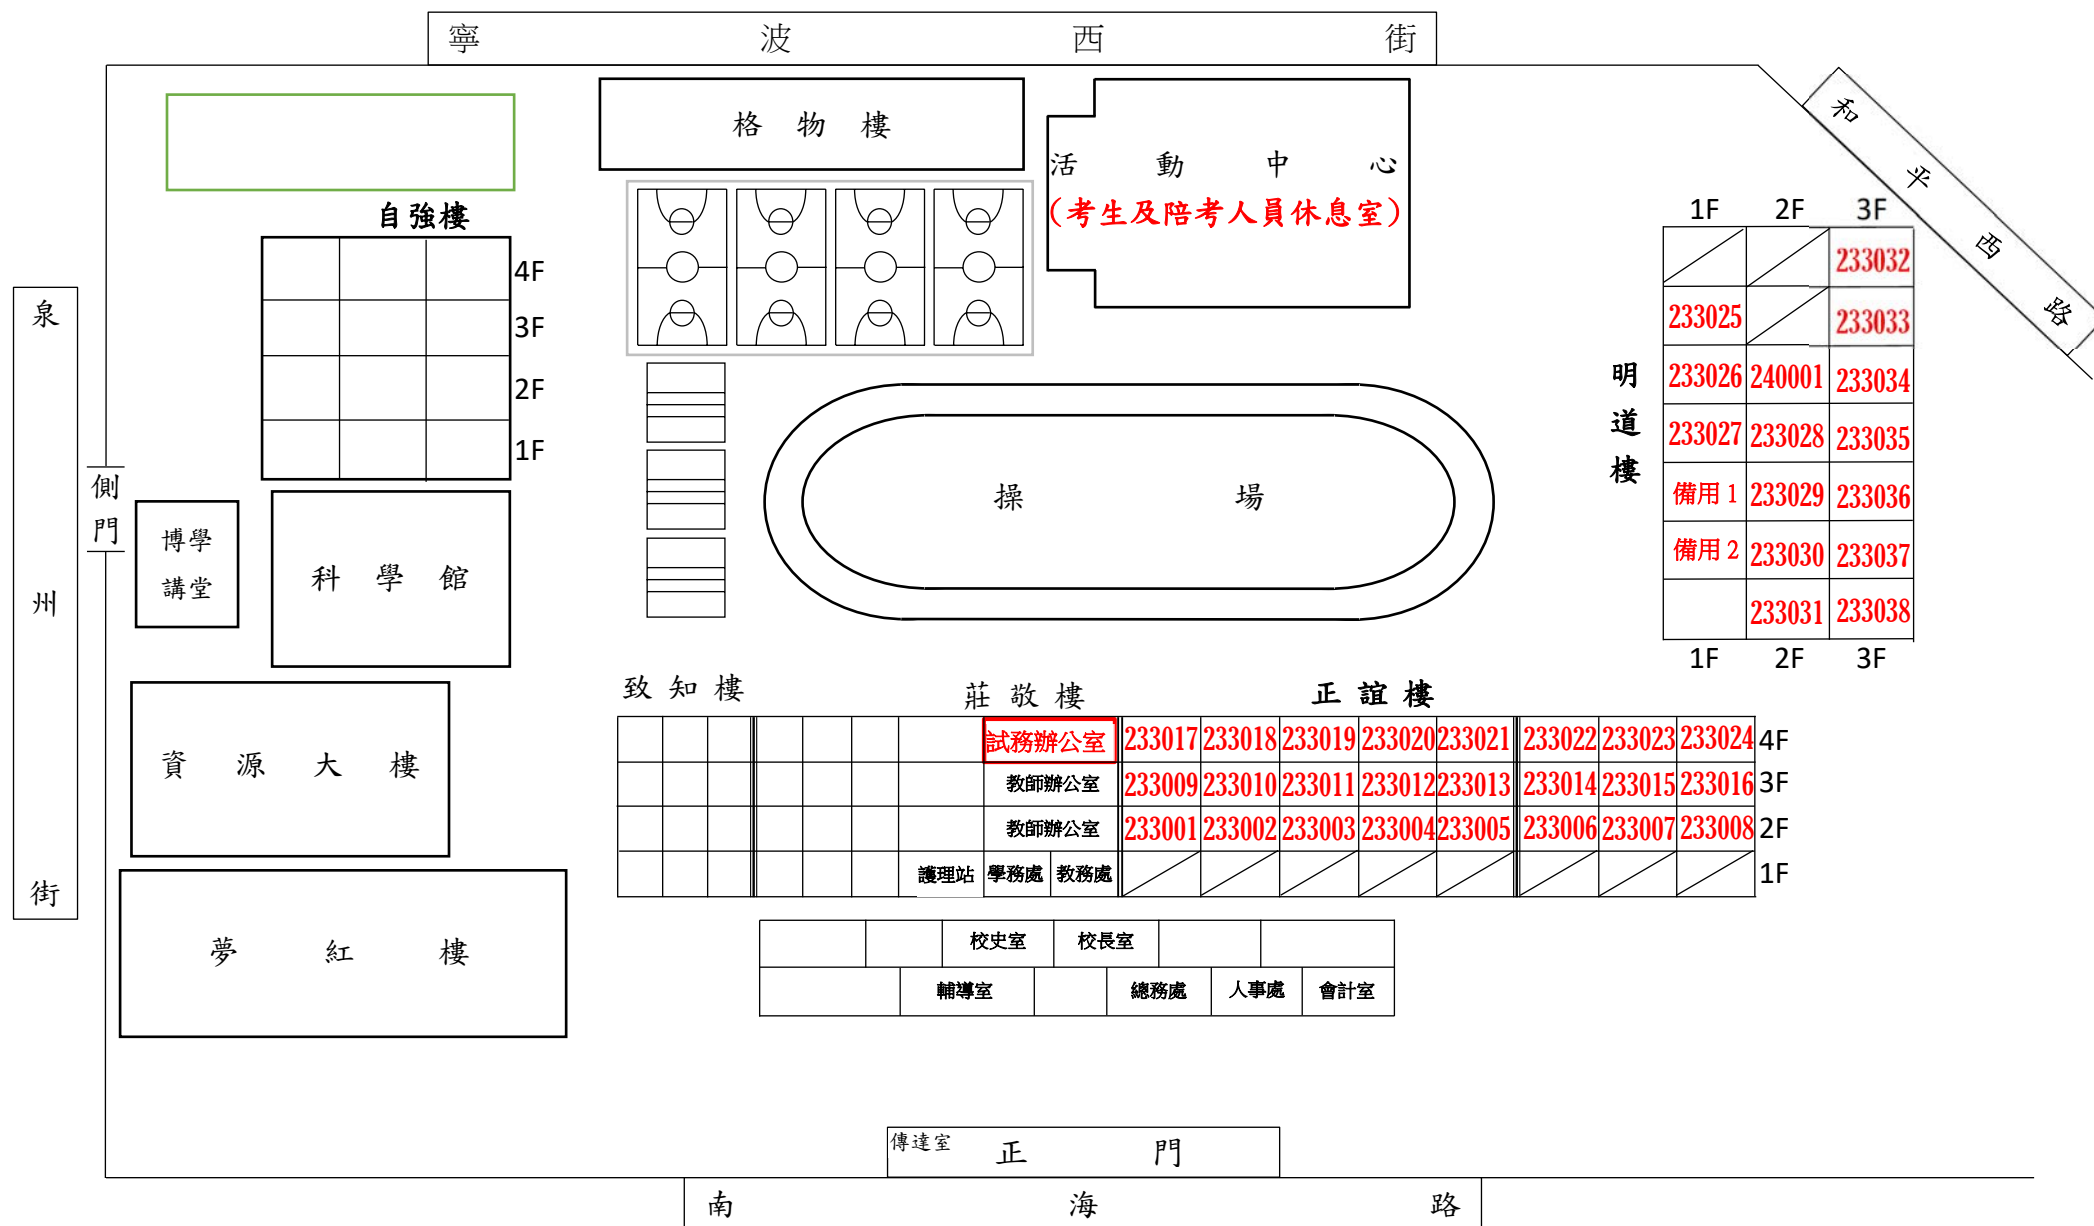 寧波西街
和平西路
格物樓
活動中心
(考生及陪考人員休息室)
自強樓
4F
3F
2F
1F
泉州街
側門
博學
講堂
科學館
資源大樓
夢紅樓
操場
明道樓
1F 2F 3F
233032
233025 233033
233026 240001 233034
233027 233028 233035
備用1 233029 233036
備用2 233030 233037
233031 233038
1F 2F 3F
致知樓 莊敬樓 正誼樓
試務辦公室 233017 233018 233019 233020 233021 233022 233023 233024 4F
教師辦公室 233009 233010 233011 233012 233013 233014 233015 233016 3F
教師辦公室 233001 233002 233003 233004 233005 233006 233007 233008 2F
護理站 學務處 教務處 1F
校史室 校長室
輔導室 總務處 人事處 會計室
傳達室 正門
南海路